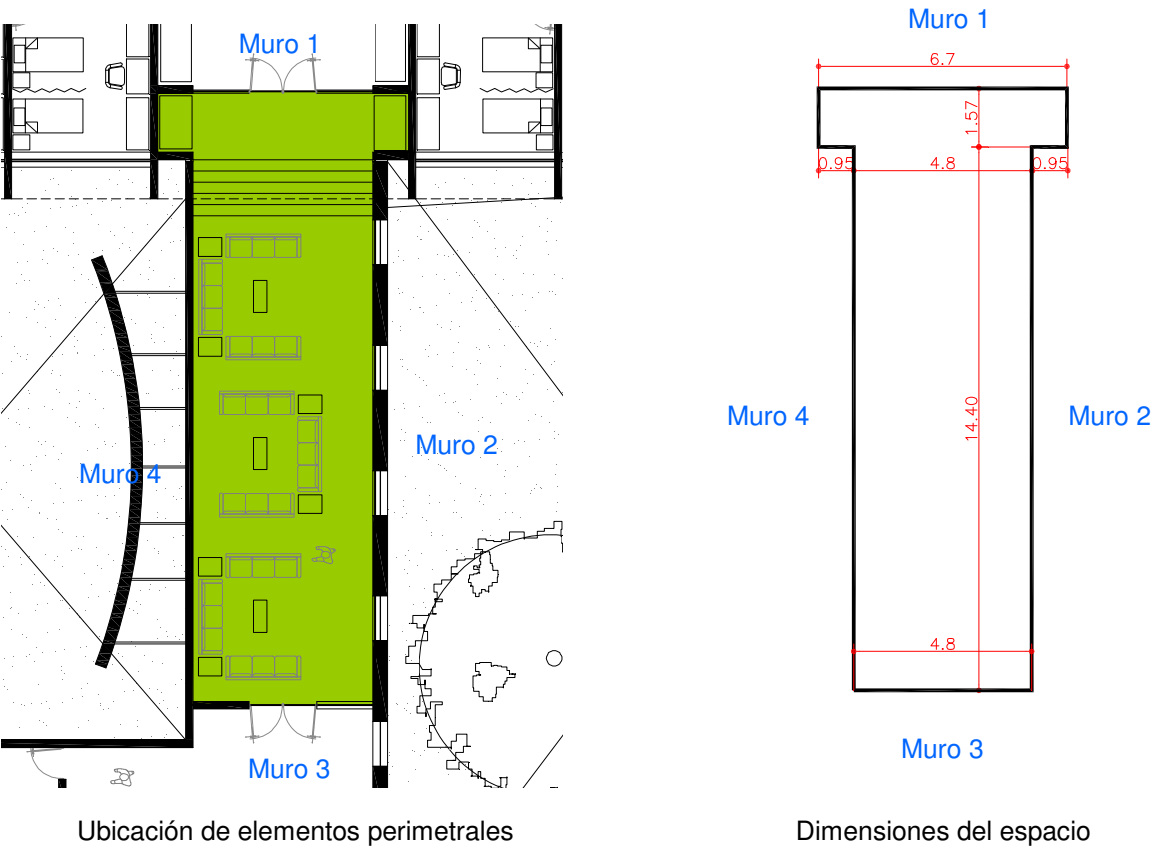 Muro 1
Muro 2
Muro 4
Muro 3
Ubicación de elementos perimetrales
Muro 1
6.7
1.57
0.95
4.8
0.95
14.40
Muro 4
Muro 2
4.8
Muro 3
Dimensiones del espacio